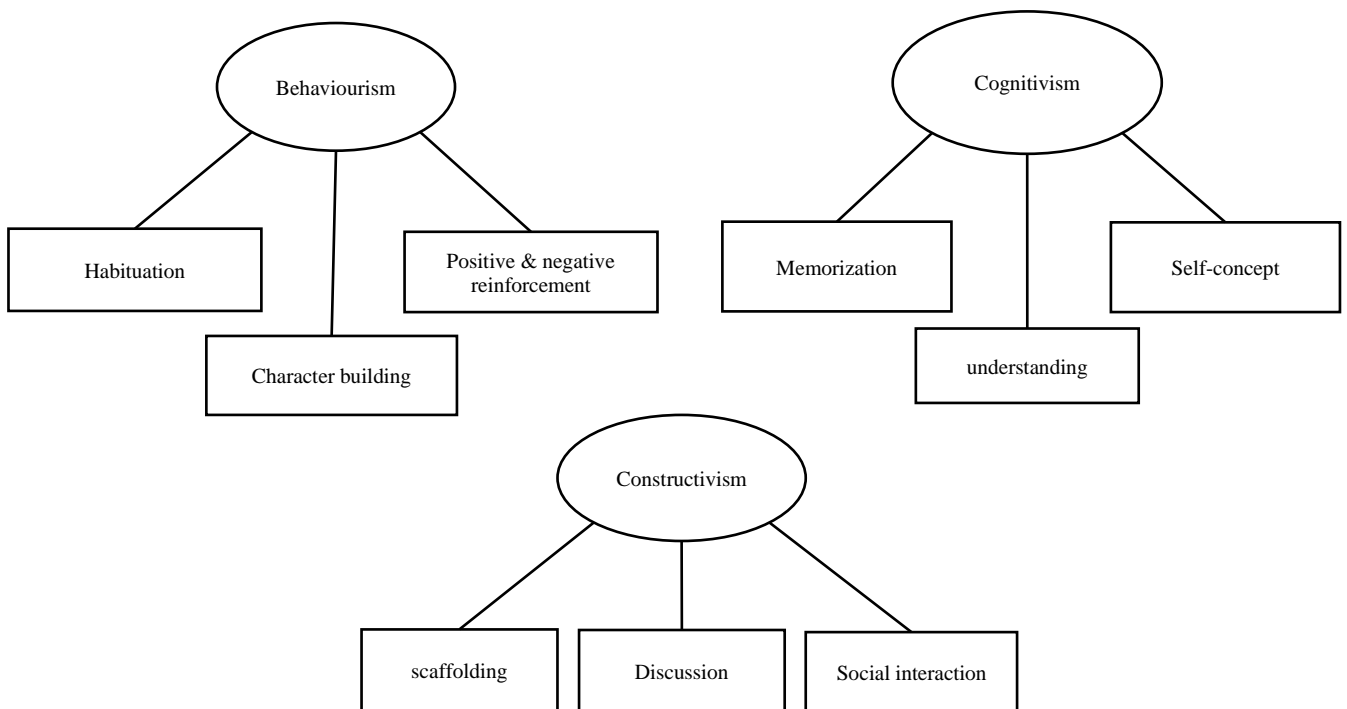 Behaviourism
Habituation
Character building
Positive & negative
reinforcement
Cognitivism
Memorization
understanding
Self-concept
Constructivism
scaffolding
Discussion
Social interaction